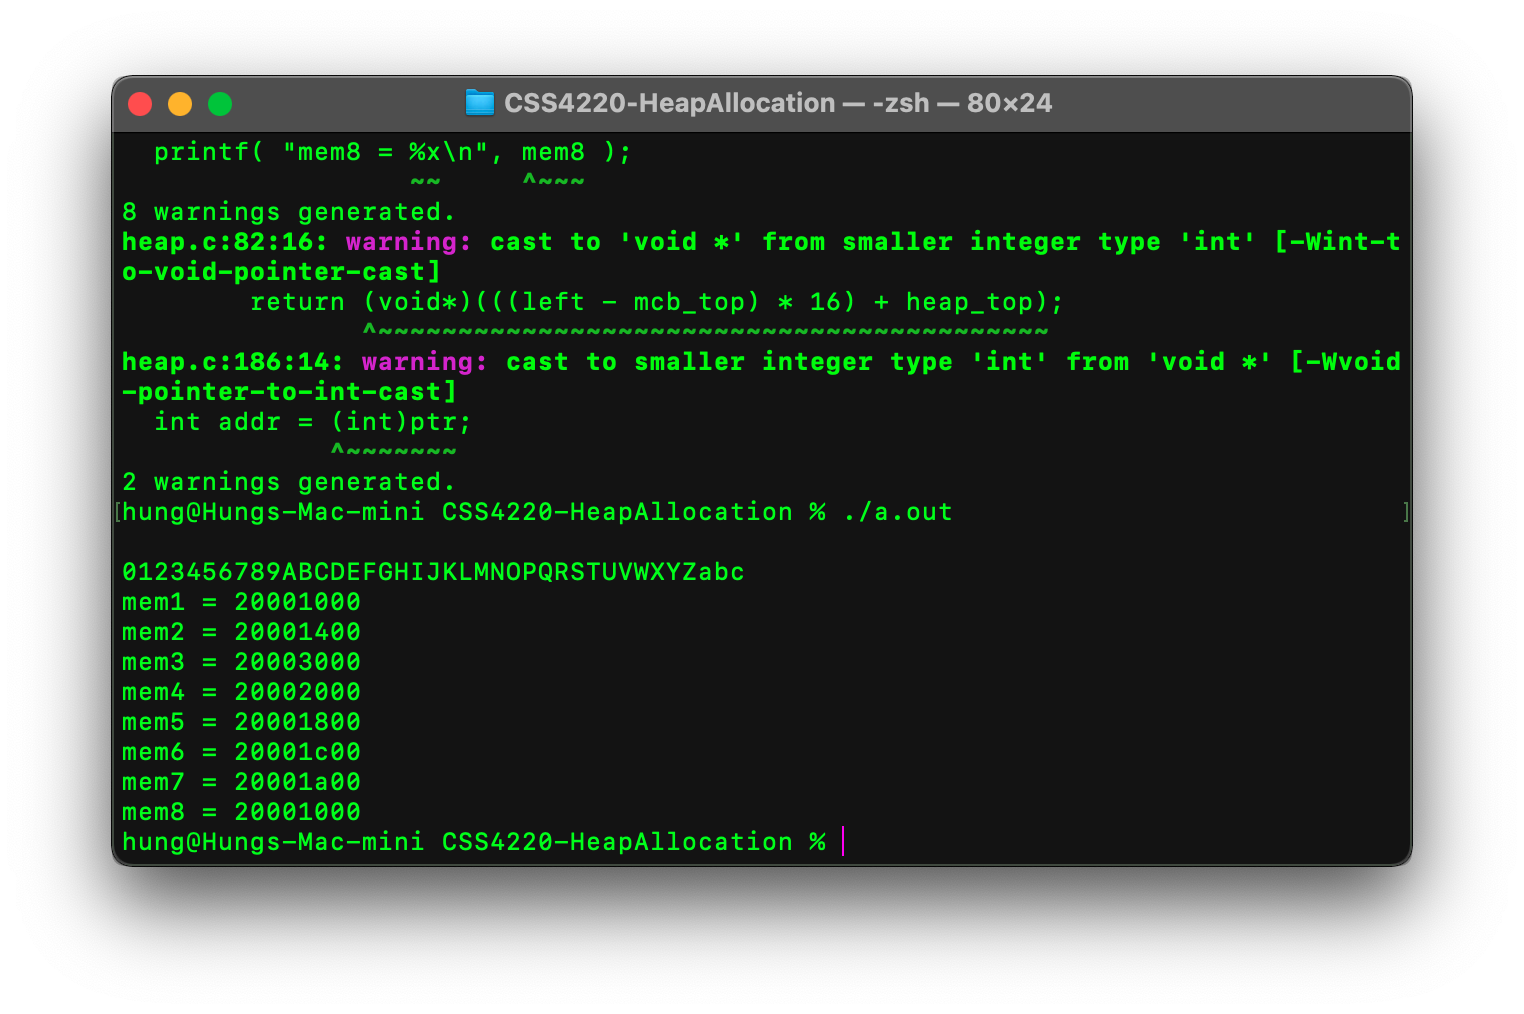 CSS4220-HeapAllocation — -zsh — 80×24
  printf( "mem8 = %x\n", mem8 );
                  ~~     ^~~~
8 warnings generated.
heap.c:82:16: warning: cast to 'void *' from smaller integer type 'int' [-Wint-t
o-void-pointer-cast]
        return (void*)(((left - mcb_top) * 16) + heap_top);
               ^~~~~~~~~~~~~~~~~~~~~~~~~~~~~~~~~~~~~~~~~~~
heap.c:186:14: warning: cast to smaller integer type 'int' from 'void *' [-Wvoid
-pointer-to-int-cast]
  int addr = (int)ptr;
             ^~~~~~~~
2 warnings generated.
[hung@Hungs-Mac-mini CSS4220-HeapAllocation % ./a.out ]
0123456789ABCDEFGHIJKLMNOPQRSTUVWXYZabc
mem1 = 20001000
mem2 = 20001400
mem3 = 20003000
mem4 = 20002000
mem5 = 20001800
mem6 = 20001c00
mem7 = 20001a00
mem8 = 20001000
hung@Hungs-Mac-mini CSS4220-HeapAllocation %